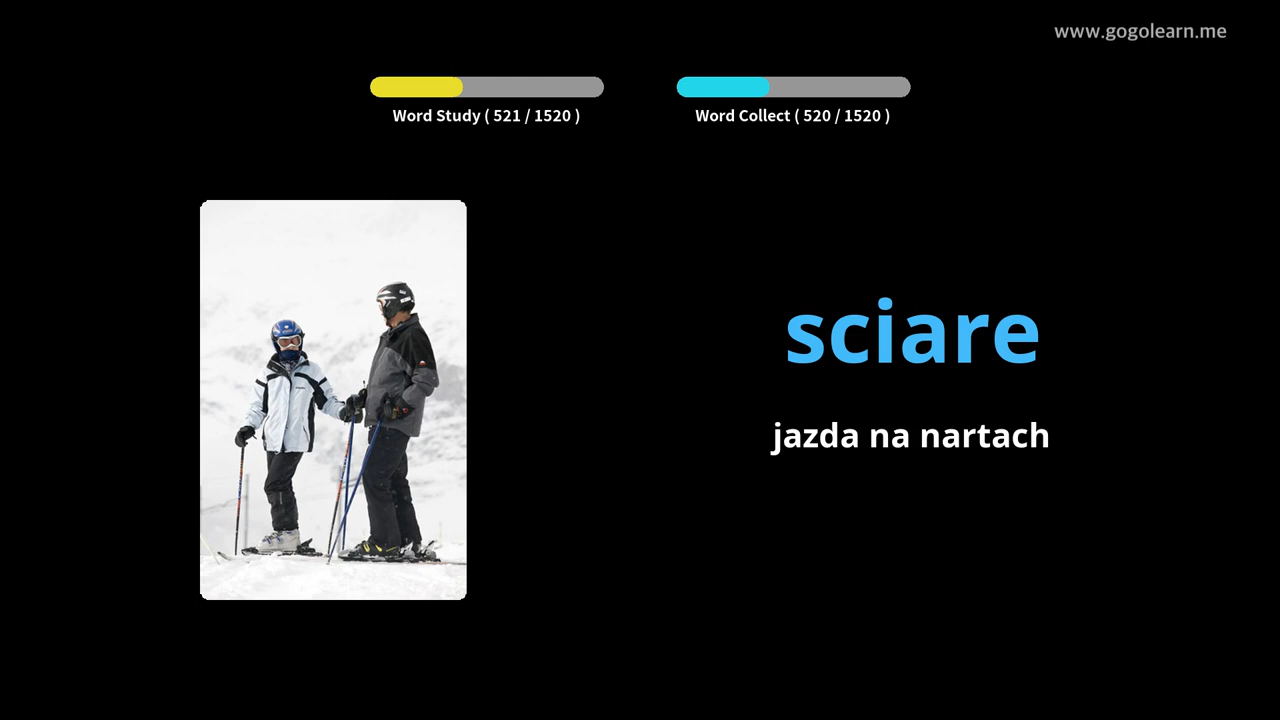 www.gogolearn.me
Word Study ( 521 / 1520 )
Word Collect ( 520 / 1520 )
sciare
jazda na nartach